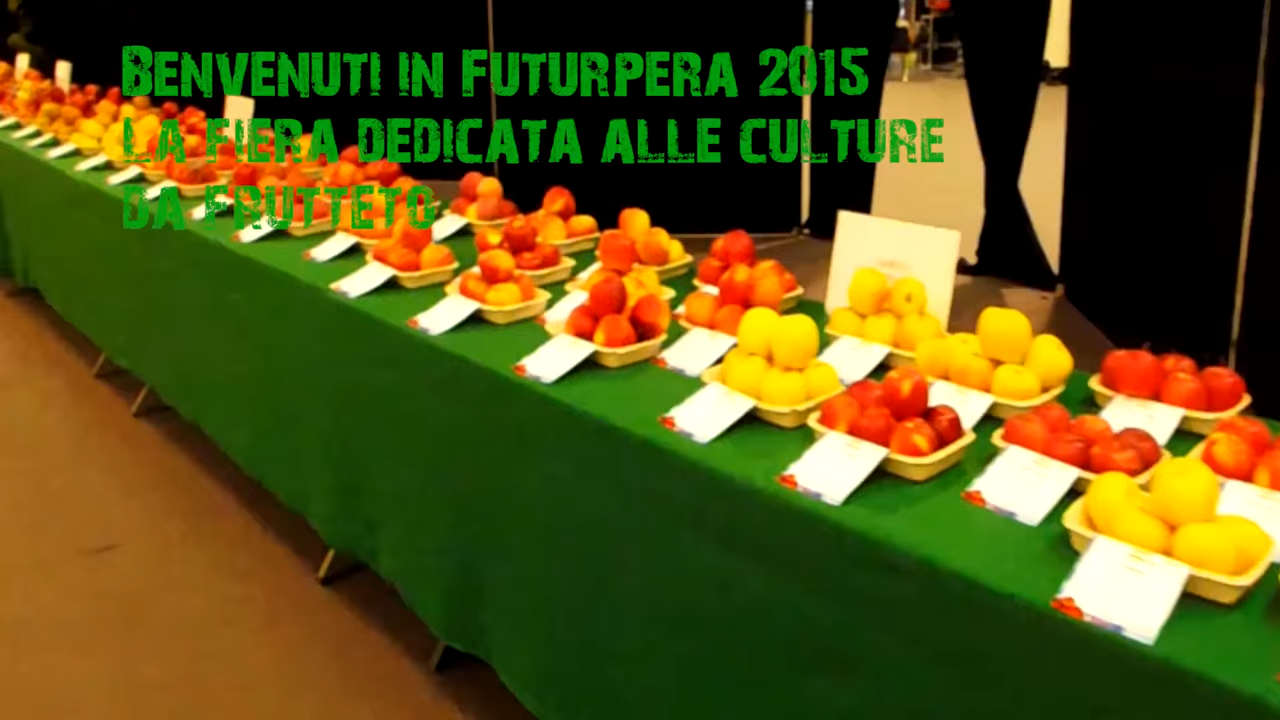 Benvenuti in Futurpera 2015
La fiera dedicata alle culture
da frutteto